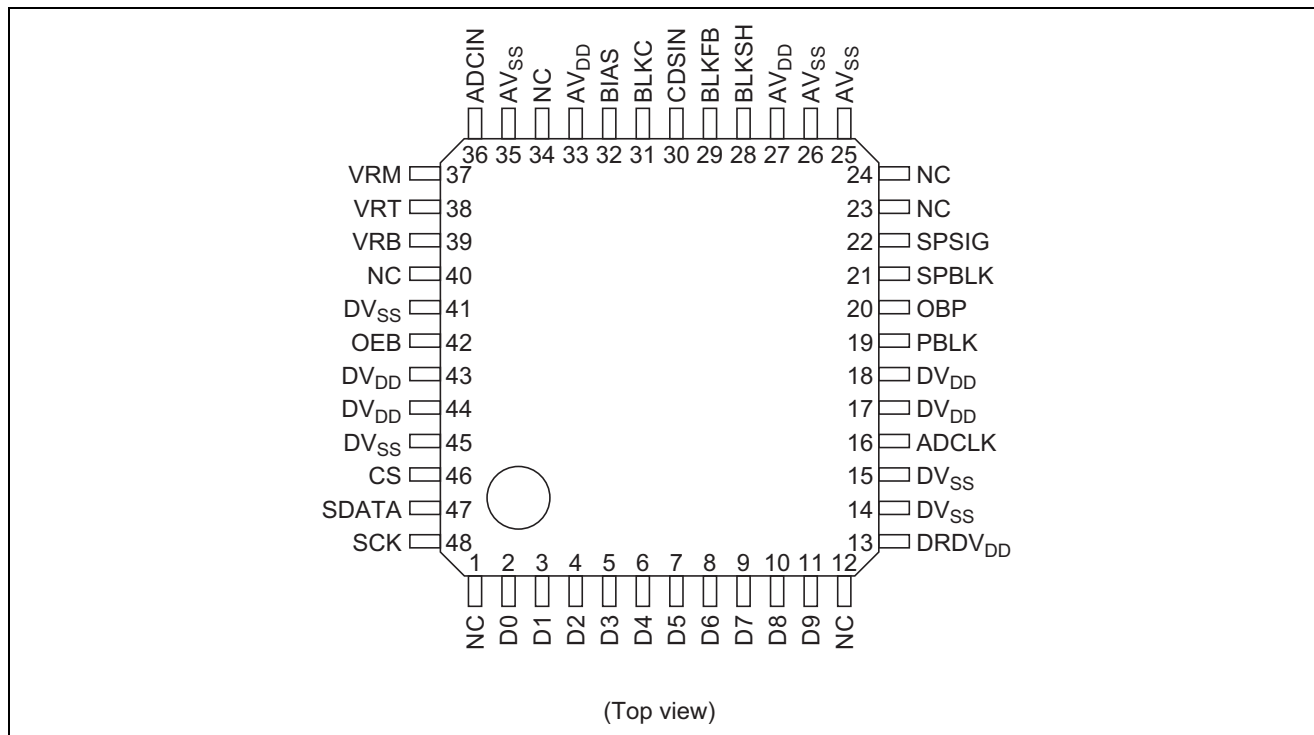 ADCIN AVSS NC AVDD BIAS BLKC CDSIN BLKFB BLKSH AVDD AVSS AVSS
36 35 34 33 32 31 30 29 28 27 26 25
VRM 37 24 NC
VRT 38 23 NC
VRB 39 22 SPSIG
NC 40 21 SPBLK
DVSS 41 20 OBP
OEB 42 19 PBLK
DVDD 43 18 DVDD
DVDD 44 17 DVDD
DVSS 45 16 ADCLK
CS 46 15 DVSS
SDATA 47 14 DVSS
SCK 48 13 DRDVDD
1 2 3 4 5 6 7 8 9 10 11 12
NC D0 D1 D2 D3 D4 D5 D6 D7 D8 D9 NC
(Top view)